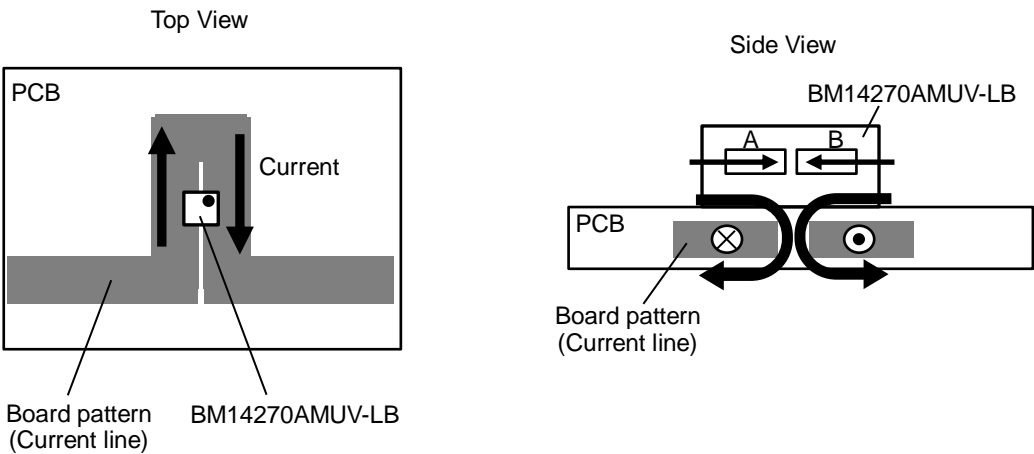 Top View
PCB
Current
Board pattern
(Current line)
BM14270AMUV-LB
Side View
BM14270AMUV-LB
A
B
PCB
Board pattern
(Current line)